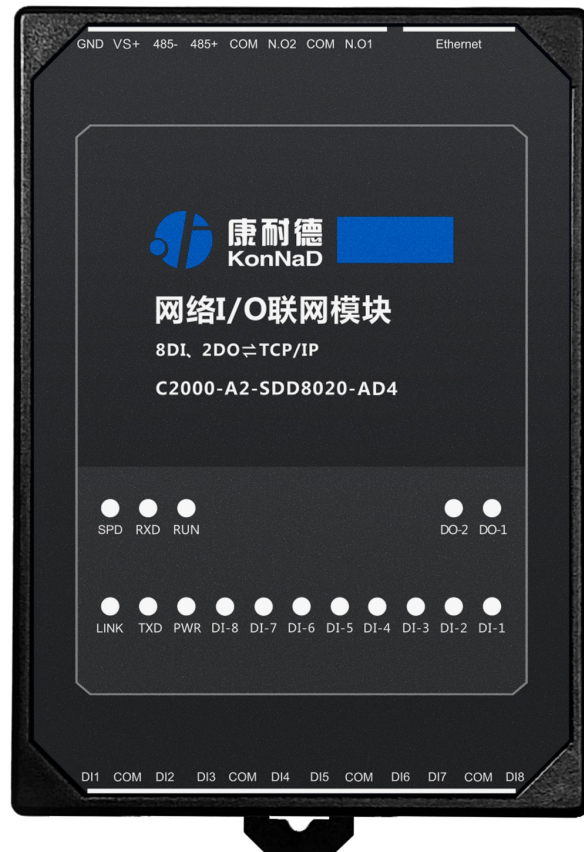 GND VS+ 485- 485+ COM N.O2 COM N.O1 Ethernet
康耐德
KonNaD
网络I/O联网模块
8DI、2DO⇌TCP/IP
C2000-A2-SDD8020-AD4
SPD RXD RUN DO-2 DO-1
LINK TXD PWR DI-8 DI-7 DI-6 DI-5 DI-4 DI-3 DI-2 DI-1
DI1 COM DI2 DI3 COM DI4 DI5 COM DI6 DI7 COM DI8